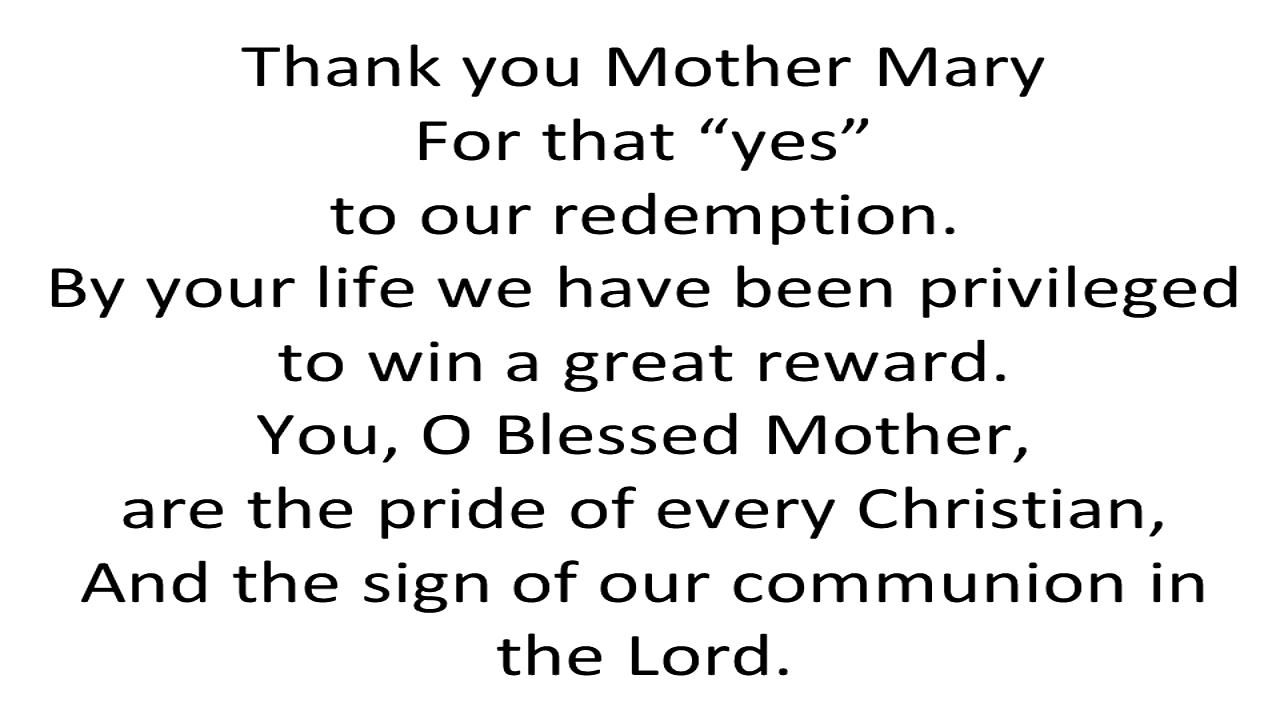 Thank you Mother Mary
For that “yes”
to our redemption.
By your life we have been privileged
to win a great reward.
You, O Blessed Mother,
are the pride of every Christian,
And the sign of our communion in
the Lord.